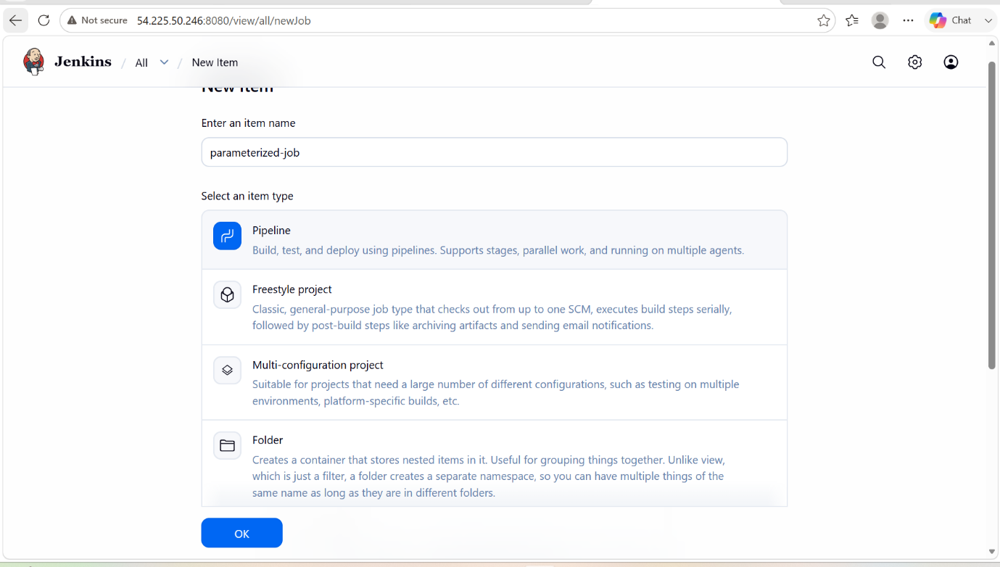 Not secure 54.225.50.246:8080/view/all/newJob
Chat
Jenkins / All / New Item
New Item
Enter an item name
parameterized-job
Select an item type
Pipeline
Build, test, and deploy using pipelines. Supports stages, parallel work, and running on multiple agents.
Freestyle project
Classic, general-purpose job type that checks out from up to one SCM, executes build steps serially,
followed by post-build steps like archiving artifacts and sending email notifications.
Multi-configuration project
Suitable for projects that need a large number of different configurations, such as testing on multiple
environments, platform-specific builds, etc.
Folder
Creates a container that stores nested items in it. Useful for grouping things together. Unlike view,
which is just a filter, a folder creates a separate namespace, so you can have multiple things of the
same name as long as they are in different folders.
OK